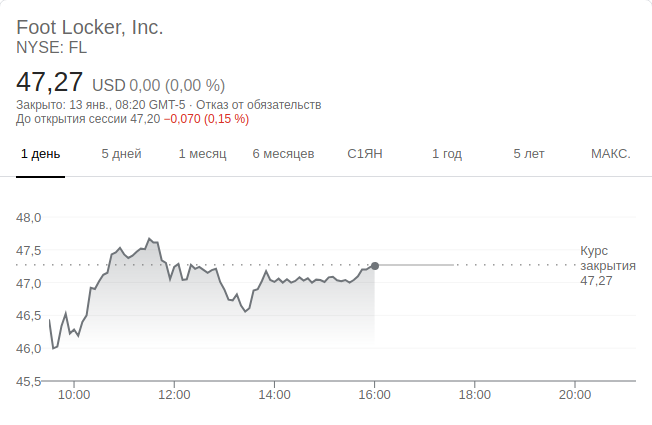 Foot Locker, Inc.
NYSE: FL
47,27 USD 0,00 (0,00 %)
Закрыто: 13 янв., 08:20 GMT-5 · Отказ от обязательств
До открытия сессии 47,20 −0,070 (0,15 %)
1 день 5 дней 1 месяц 6 месяцев С1ЯН 1 год 5 лет МАКС.
48,0
47,5
47,0
46,5
46,0
45,5
Курс
закрытия
47,27
10:00 12:00 14:00 16:00 18:00 20:00